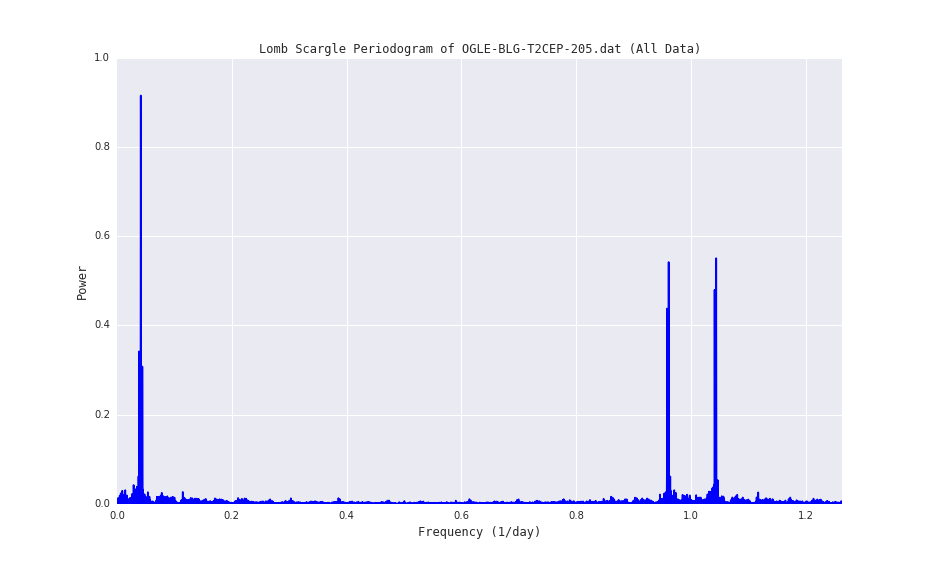 Lomb Scargle Periodogram of OGLE-BLG-T2CEP-205.dat (All Data)
1.0
0.8
0.6
0.4
0.2
0.0
Power
0.0 0.2 0.4 0.6 0.8 1.0 1.2
Frequency (1/day)